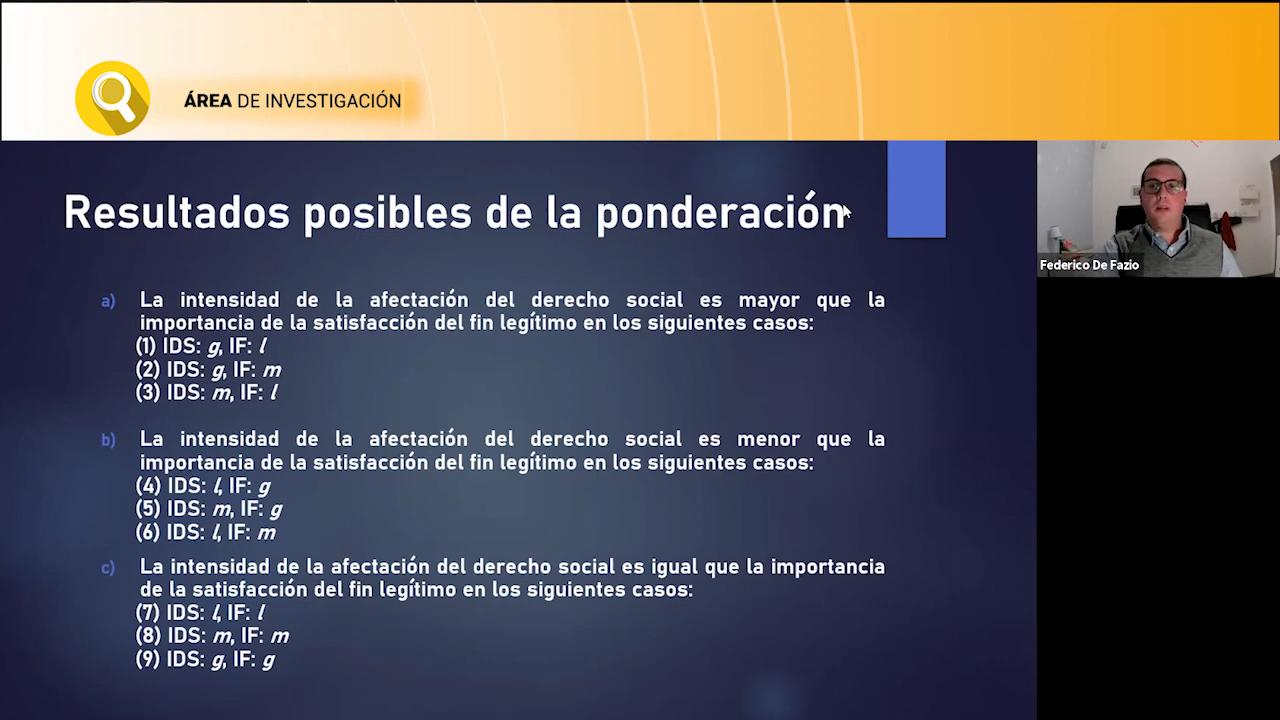 ÁREA DE INVESTIGACIÓN
Resultados posibles de la ponderación
Federico De Fazio
a) La intensidad de la afectación del derecho social es mayor que la
importancia de la satisfacción del fin legítimo en los siguientes casos:
(1) IDS: g, IF: l
(2) IDS: g, IF: m
(3) IDS: m, IF: l
b) La intensidad de la afectación del derecho social es menor que la
importancia de la satisfacción del fin legítimo en los siguientes casos:
(4) IDS: l, IF: g
(5) IDS: m, IF: g
(6) IDS: l, IF: m
c) La intensidad de la afectación del derecho social es igual que la importancia
de la satisfacción del fin legítimo en los siguientes casos:
(7) IDS: l, IF: l
(8) IDS: m, IF: m
(9) IDS: g, IF: g